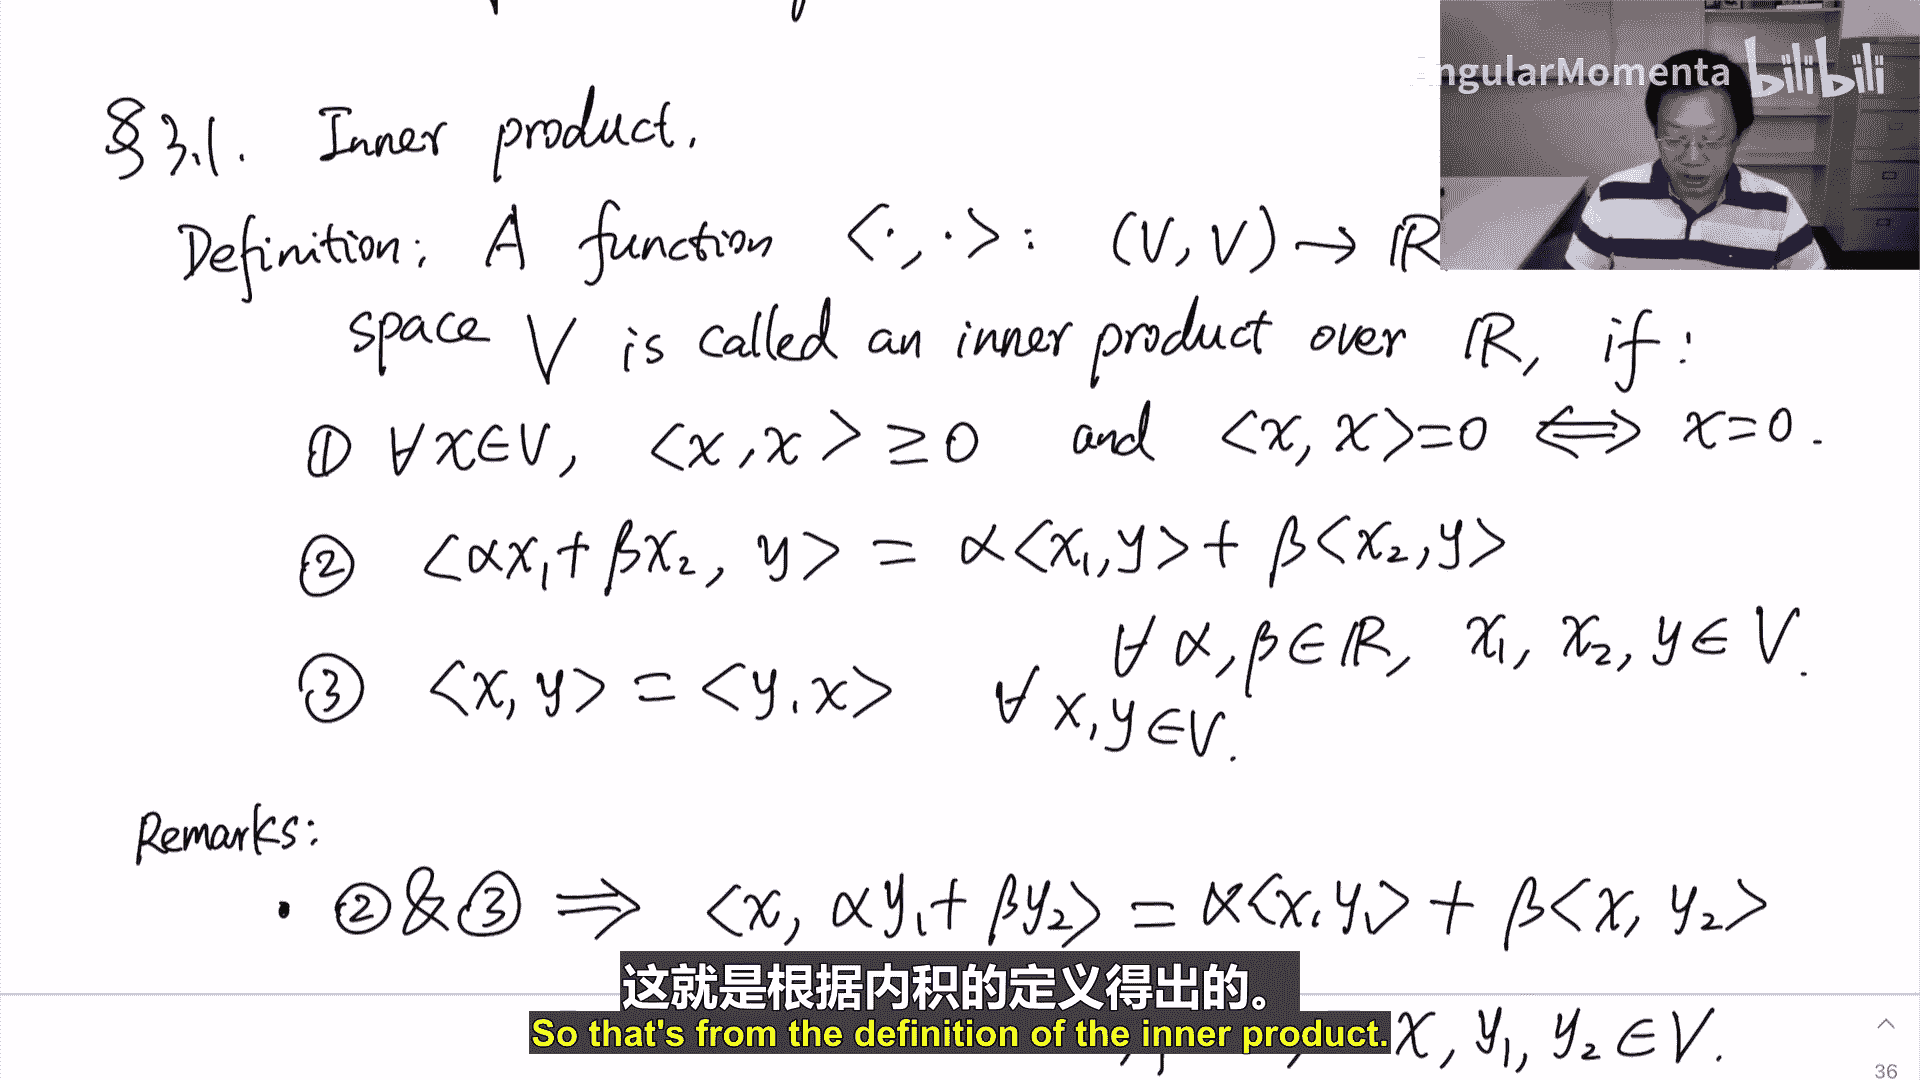 ngularMomenta bilibili
§3.1. Inner product.
Definition: A function <·,·>: (V,V)→ℝ
space V is called an inner product over ℝ, if:
① ∀x∈V, <x,x>≥0 and <x,x>=0 ⟺ x=0.
② <αx₁+βx₂, y> = α<x₁,y>+β<x₂,y>
∀α,β∈ℝ, x₁, x₂, y∈V.
③ <x,y>=<y,x> ∀x,y∈V.
Remarks:
• ②&③ ⟹ <x, αy₁+βy₂> = α<x,y₁>+β<x,y₂>
这就是根据内积的定义得出的。
So that's from the definition of the inner product.
x, y₁, y₂∈V.
36